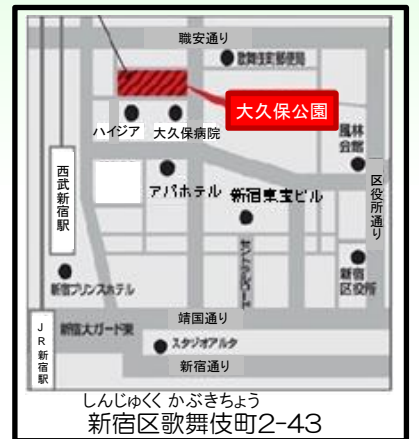 職安通り
歌舞伎町郵便局
大久保公園
ハイジア
大久保病院
風林
会館
西武新宿駅
アパホテル
新宿東宝ビル
区役所通り
セントラルロード
新宿プリンスホテル
新宿
区役所
靖国通り
JR新宿駅
新宿大ガード東
スタジオアルタ
新宿通り
しんじゅくく かぶきちょう
新宿区歌舞伎町2-43